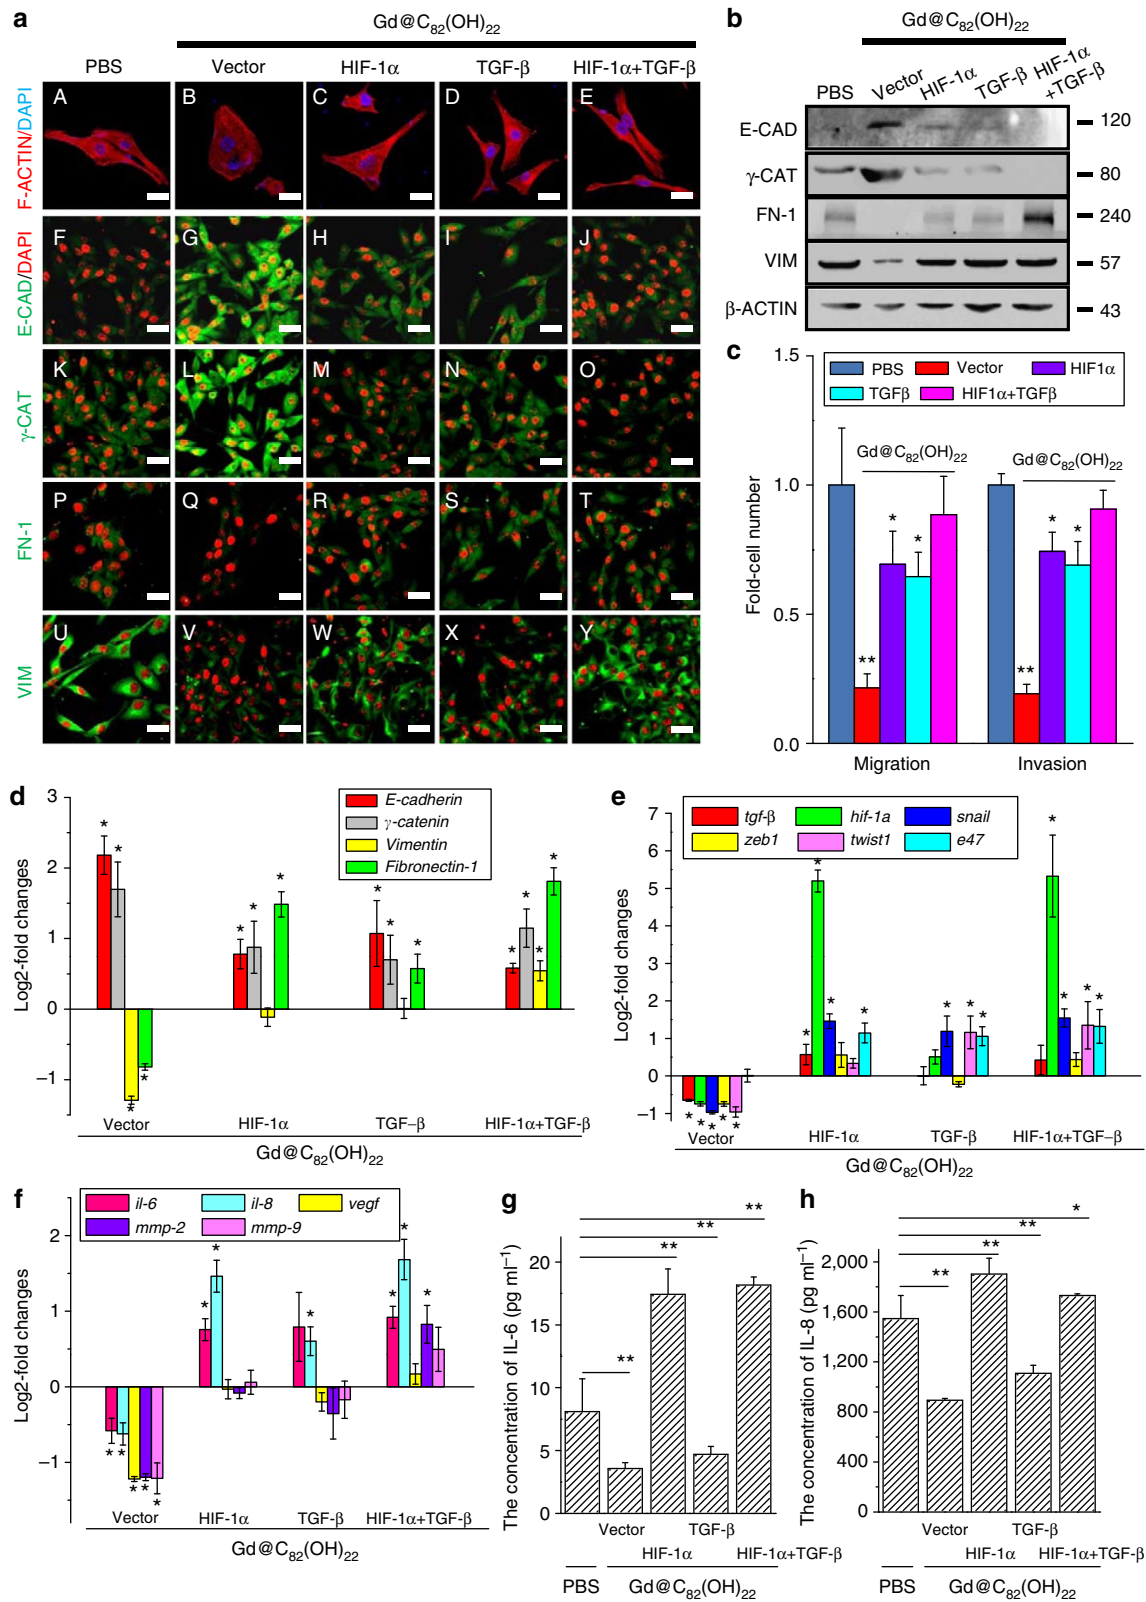 a
Gd@C82(OH)22
PBS
Vector
HIF-1α
TGF-β
HIF-1α+TGF-β
F-ACTIN/DAPI
A B C D E
E-CAD/DAPI
F G H I J
γ-CAT
K L M N O
FN-1
P Q R S T
VIM
U V W X Y
b
Gd@C82(OH)22
PBS
Vector
HIF-1α
TGF-β
HIF-1α
+TGF-β
E-CAD 120
γ-CAT 80
FN-1 240
VIM 57
β-ACTIN 43
c
1.5
1.0
0.5
0.0
Fold-cell number
PBS Vector HIF1α
TGFβ HIF1α+TGFβ
Gd@C82(OH)22
Gd@C82(OH)22
** * *
** * *
Migration Invasion
d
3
2
1
0
−1
Log2-fold changes
E-cadherin
γ-catenin
Vimentin
Fibronectin-1
* * * *
* * *
* * *
* * * *
Vector HIF-1α TGF−β HIF-1α+TGF-β
Gd@C82(OH)22
e
7
6
5
4
3
2
1
0
−1
Log2-fold changes
tgf-β hif-1a snail
zeb1 twist1 e47
* * * * *
* * * *
* * *
* * * *
Vector HIF-1α TGF-β HIF-1α+TGF−β
Gd@C82(OH)22
f
2
1
0
−1
Log2-fold changes
il-6 il-8 vegf
mmp-2 mmp-9
* * * * *
* *
*
* * *
Vector HIF-1α TGF-β HIF-1α+TGF-β
Gd@C82(OH)22
g
20
15
10
5
0
The concentration of IL-6 (pg ml−1)
**
**
**
**
Vector TGF-β
HIF-1α HIF-1α+TGF-β
PBS Gd@C82(OH)22
h
2,000
1,600
1,200
800
400
0
The concentration of IL-8 (pg ml−1)
*
**
**
**
Vector TGF-β
HIF-1α HIF-1α+TGF-β
PBS Gd@C82(OH)22